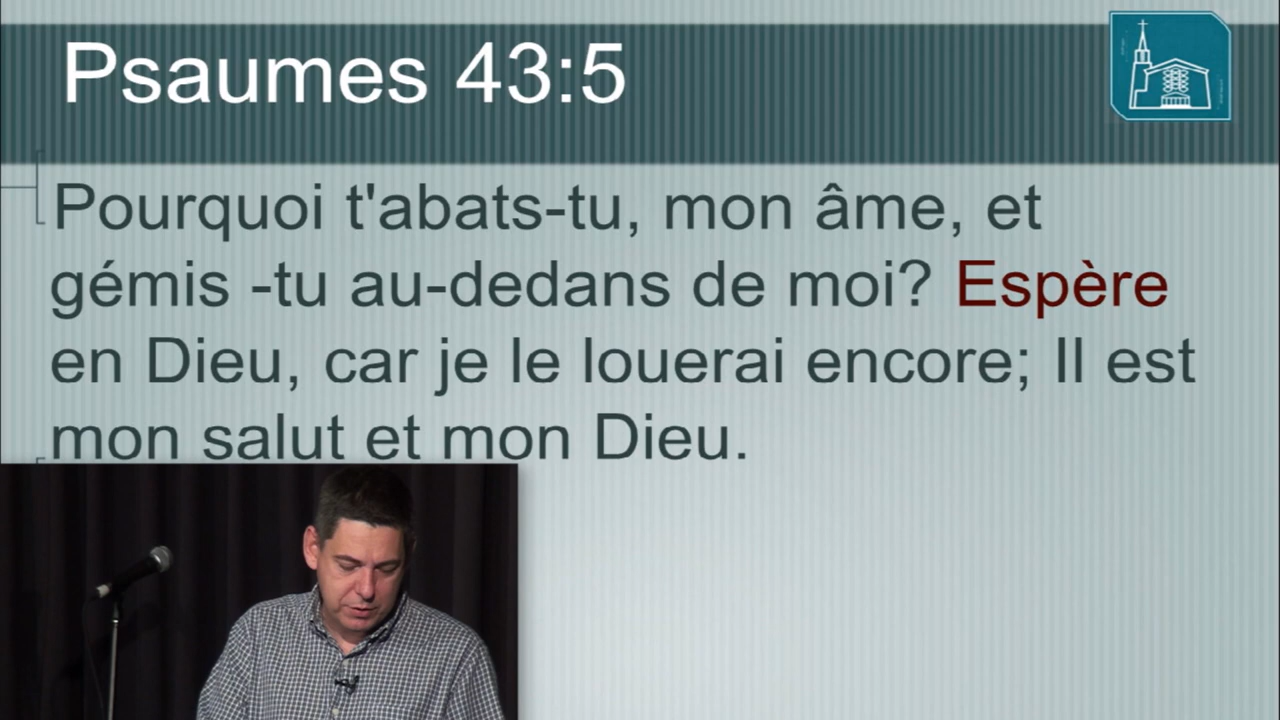 Psaumes 43:5
Pourquoi t'abats-tu, mon âme, et
gémis -tu au-dedans de moi? Espère
en Dieu, car je le louerai encore; Il est
mon salut et mon Dieu.